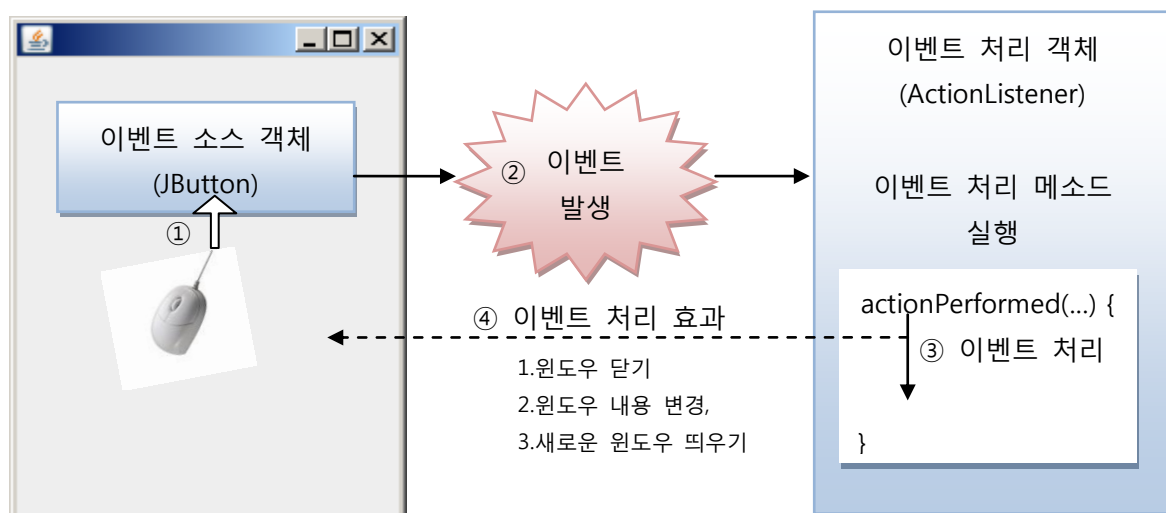 이벤트 소스 객체
(JButton)
①
② 이벤트
발생
이벤트 처리 객체
(ActionListener)
이벤트 처리 메소드
실행
actionPerformed(...) {
③ 이벤트 처리
}
④ 이벤트 처리 효과
1.윈도우 닫기
2.윈도우 내용 변경,
3.새로운 윈도우 띄우기